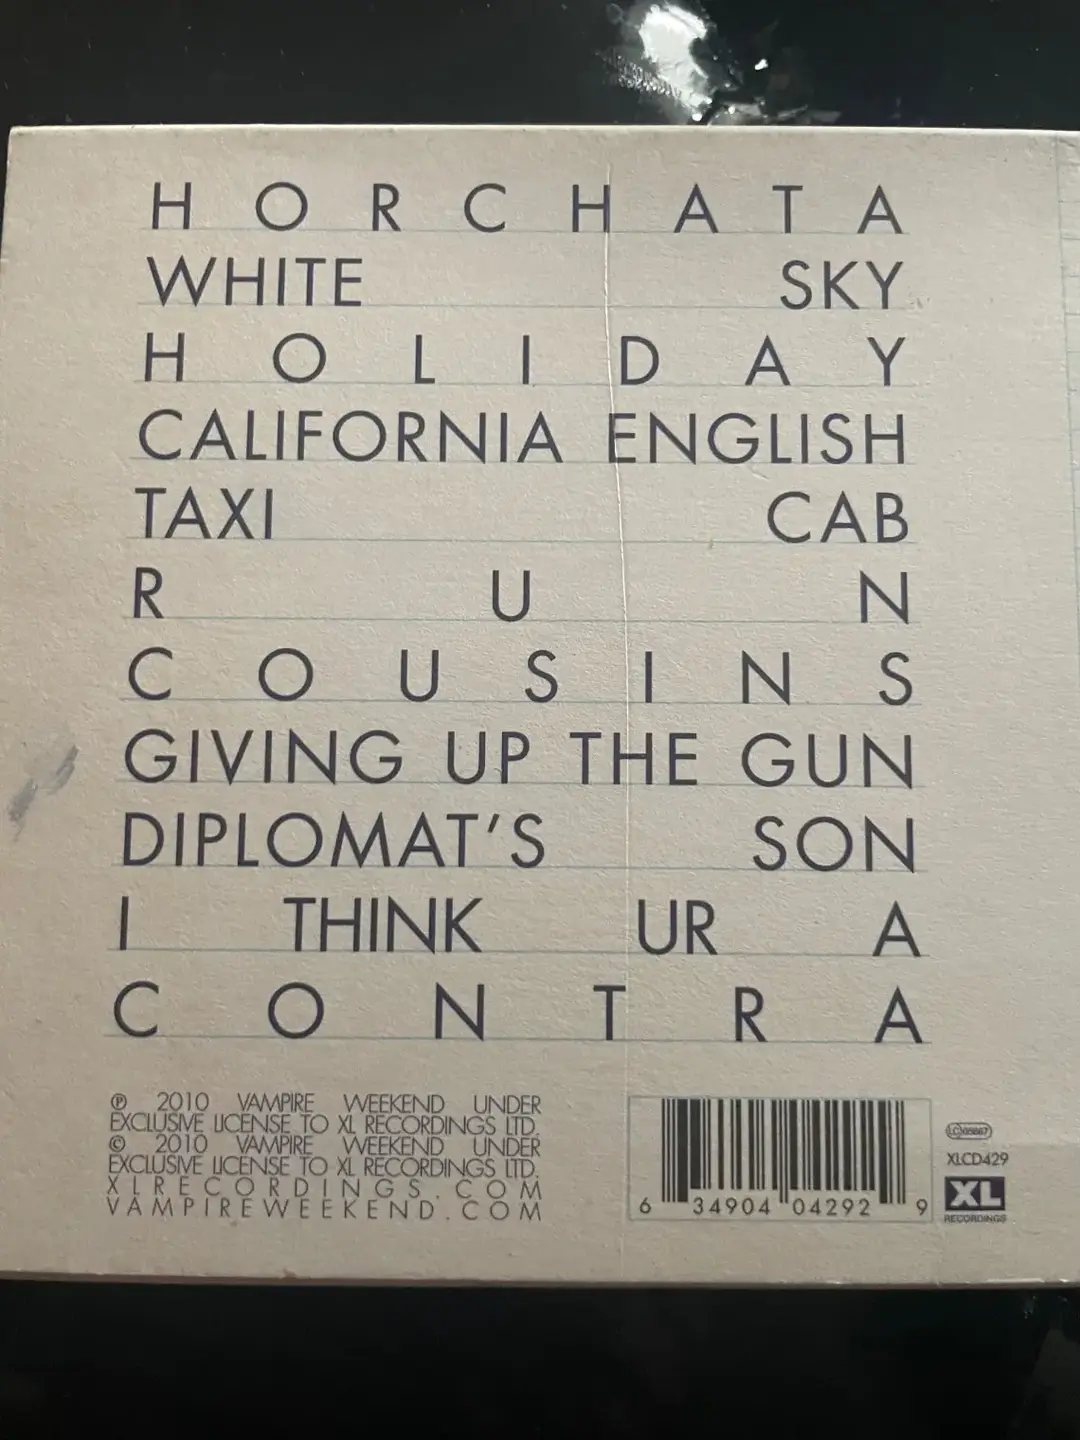 HORCHATA
WHITE SKY
HOLIDAY
CALIFORNIA ENGLISH
TAXI CAB
RUN
COUSINS
GIVING UP THE GUN
DIPLOMAT'S SON
I THINK UR A
CONTRA
℗ 2010 VAMPIRE WEEKEND UNDER
EXCLUSIVE LICENSE TO XL RECORDINGS LTD.
© 2010 VAMPIRE WEEKEND UNDER
EXCLUSIVE LICENSE TO XL RECORDINGS LTD.
XLRECORDINGS.COM
VAMPIREWEEKEND.COM
6 34904 04292 9
LC05667
XLCD429
XL
RECORDINGS